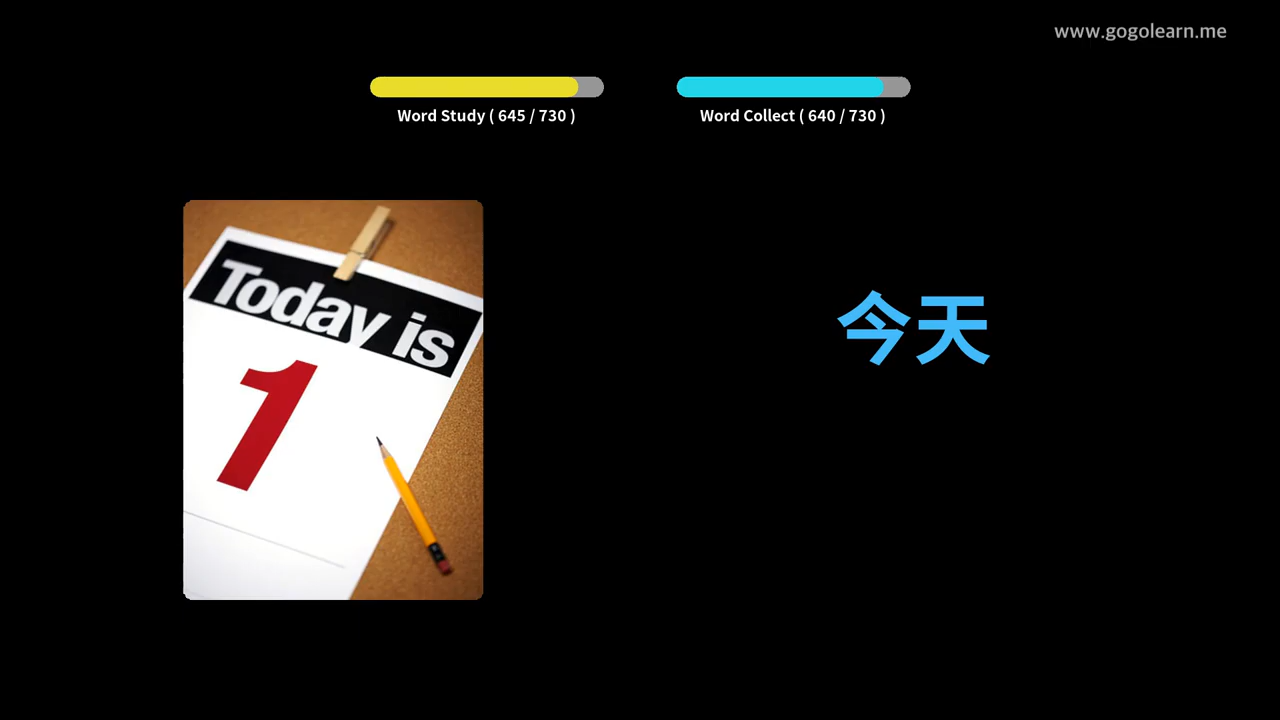 www.gogolearn.me
Word Study ( 645 / 730 )
Word Collect ( 640 / 730 )
Today is
1
今天